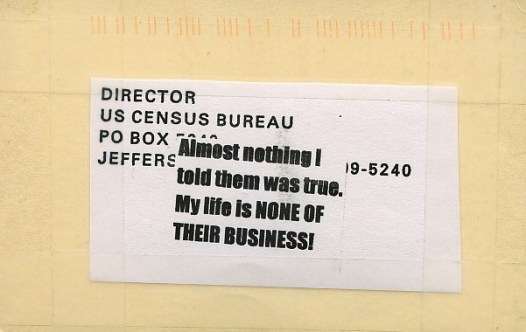 DIRECTOR
US CENSUS BUREAU
PO BOX
JEFFERS 9-5240
Almost nothing I
told them was true.
My life is NONE OF
THEIR BUSINESS!